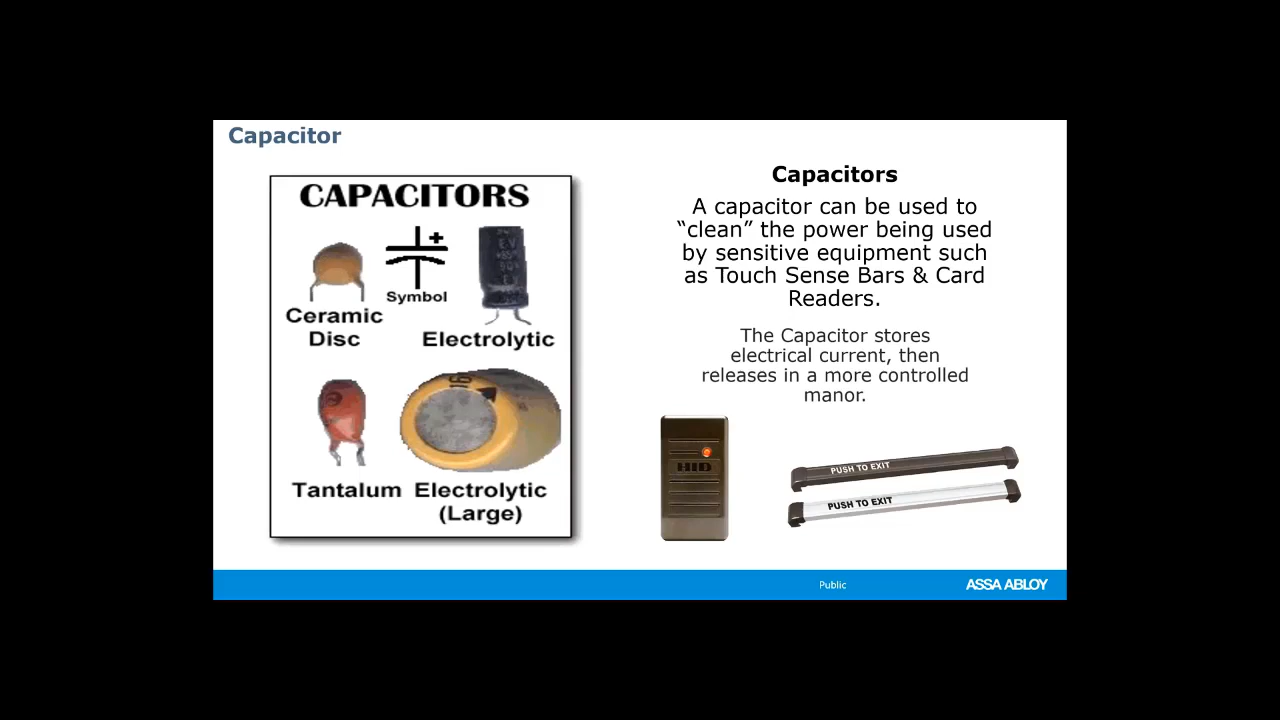 Capacitor
CAPACITORS
+
Symbol
Ceramic
Disc
Electrolytic
Tantalum
Electrolytic
(Large)
Capacitors
A capacitor can be used to
“clean” the power being used
by sensitive equipment such
as Touch Sense Bars & Card
Readers.
The Capacitor stores
electrical current, then
releases in a more controlled
manor.
HID
PUSH TO EXIT
PUSH TO EXIT
Public
ASSA ABLOY